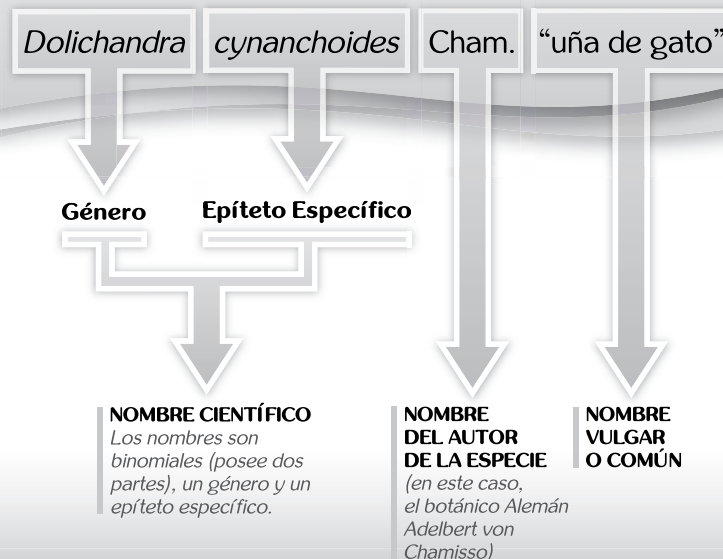 Dolichandra cynanchoides Cham. “uña de gato”
Género Epíteto Específico
NOMBRE CIENTÍFICO
Los nombres son
binomiales (posee dos
partes), un género y un
epíteto específico.
NOMBRE
DEL AUTOR
DE LA ESPECIE
(en este caso,
el botánico Alemán
Adelbert von
Chamisso)
NOMBRE
VULGAR
O COMÚN